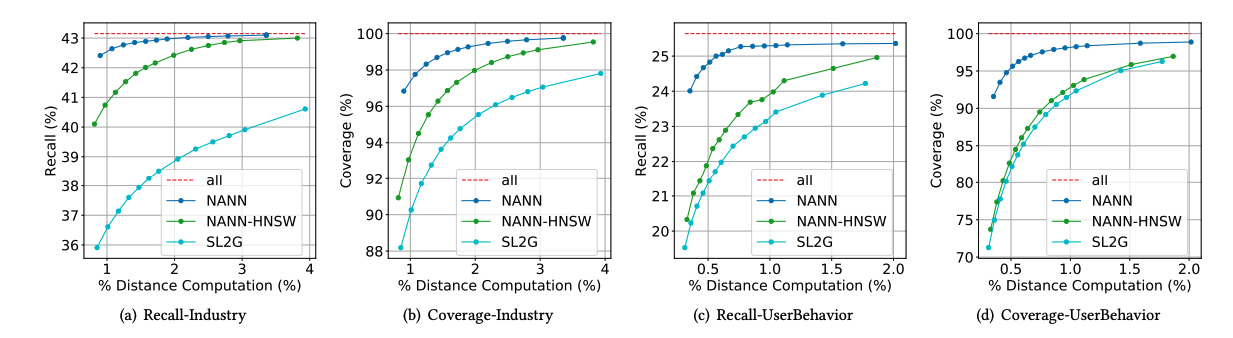 Recall (%)
43
42
41
40
39
38
37
36
all
NANN
NANN-HNSW
SL2G
1
2
3
4
% Distance Computation (%)
(a) Recall-Industry
Coverage (%)
100
98
96
94
92
90
88
all
NANN
NANN-HNSW
SL2G
1
2
3
4
% Distance Computation (%)
(b) Coverage-Industry
Recall (%)
25
24
23
22
21
20
all
NANN
NANN-HNSW
SL2G
0.5
1.0
1.5
2.0
% Distance Computation (%)
(c) Recall-UserBehavior
Coverage (%)
100
95
90
85
80
75
70
all
NANN
NANN-HNSW
SL2G
0.5
1.0
1.5
2.0
% Distance Computation (%)
(d) Coverage-UserBehavior